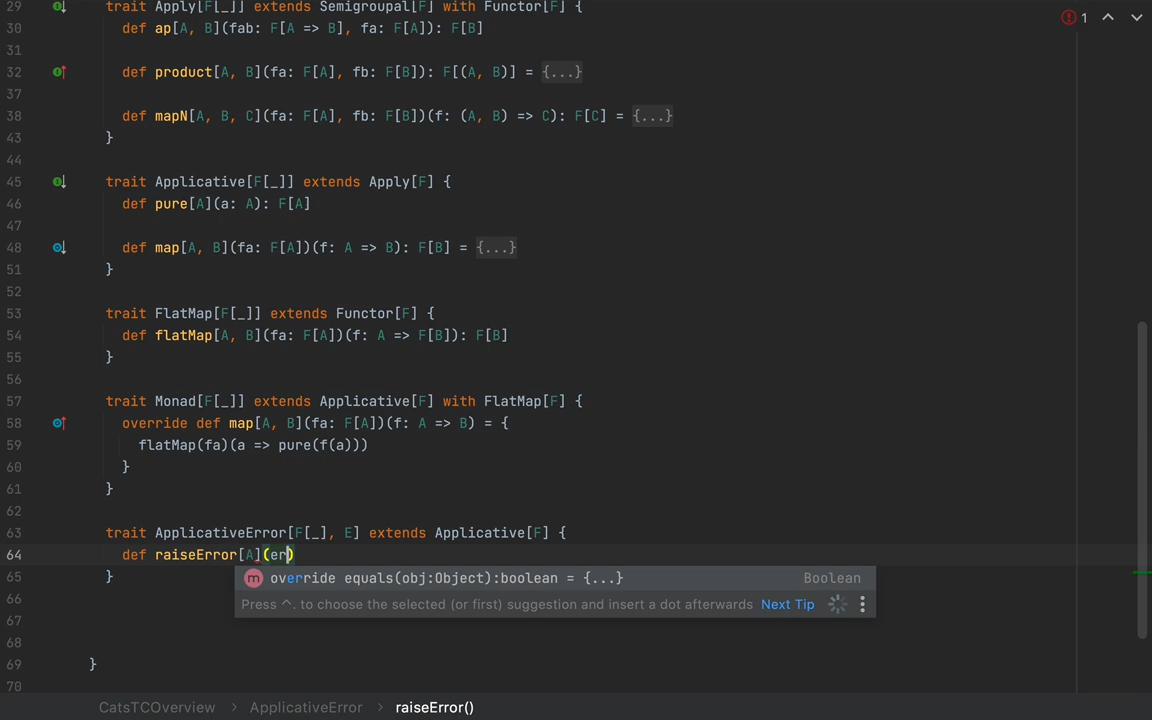 29 trait Apply[F[_]] extends Semigroupal[F] with Functor[F] {
30 def ap[A, B](fab: F[A => B], fa: F[A]): F[B]
31
32 def product[A, B](fa: F[A], fb: F[B]): F[(A, B)] = {...}
37
38 def mapN[A, B, C](fa: F[A], fb: F[B])(f: (A, B) => C): F[C] = {...}
43 }
44
45 trait Applicative[F[_]] extends Apply[F] {
46 def pure[A](a: A): F[A]
47
48 def map[A, B](fa: F[A])(f: A => B): F[B] = {...}
51 }
52
53 trait FlatMap[F[_]] extends Functor[F] {
54 def flatMap[A, B](fa: F[A])(f: A => F[B]): F[B]
55 }
56
57 trait Monad[F[_]] extends Applicative[F] with FlatMap[F] {
58 override def map[A, B](fa: F[A])(f: A => B) = {
59 flatMap(fa)(a => pure(f(a)))
60 }
61 }
62
63 trait ApplicativeError[F[_], E] extends Applicative[F] {
64 def raiseError[A](er)
65 }
66
67
68
69 }
70
m override equals(obj:Object):boolean = {...} Boolean
Press ^. to choose the selected (or first) suggestion and insert a dot afterwards Next Tip
1
CatsTCOverview > ApplicativeError > raiseError()